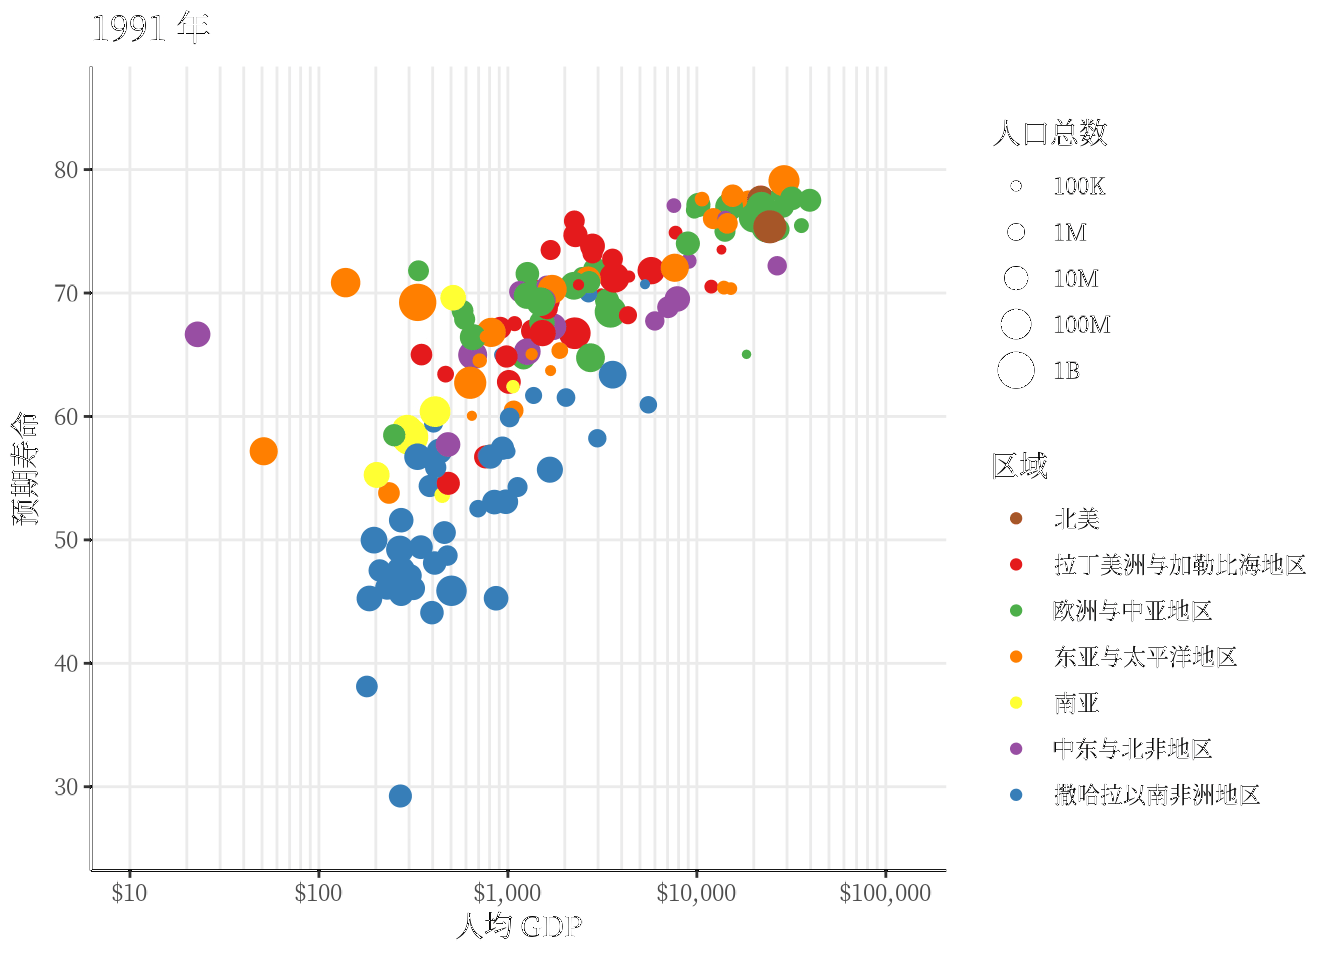 1991 年
预期寿命
80
70
60
50
40
30
$10
$100
$1,000
$10,000
$100,000
人均 GDP
人口总数
100K
1M
10M
100M
1B
区域
北美
拉丁美洲与加勒比海地区
欧洲与中亚地区
东亚与太平洋地区
南亚
中东与北非地区
撒哈拉以南非洲地区